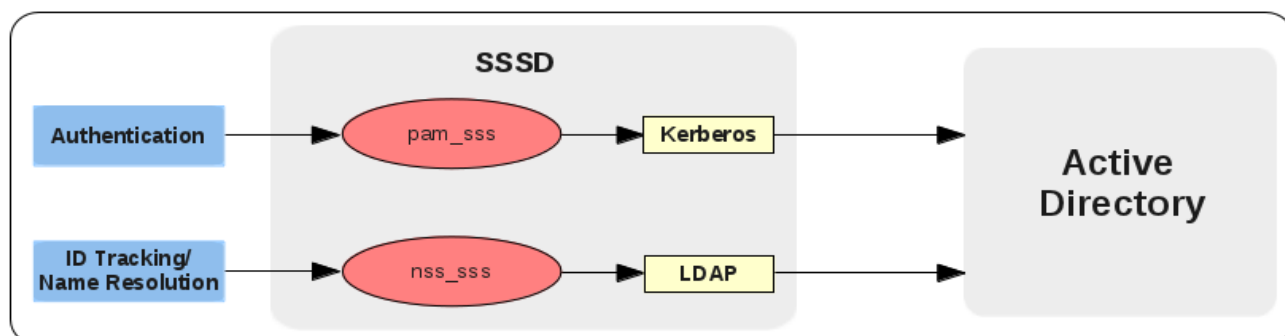 SSSD
Authentication
pam_sss
Kerberos
Active
Directory
ID Tracking/
Name Resolution
nss_sss
LDAP